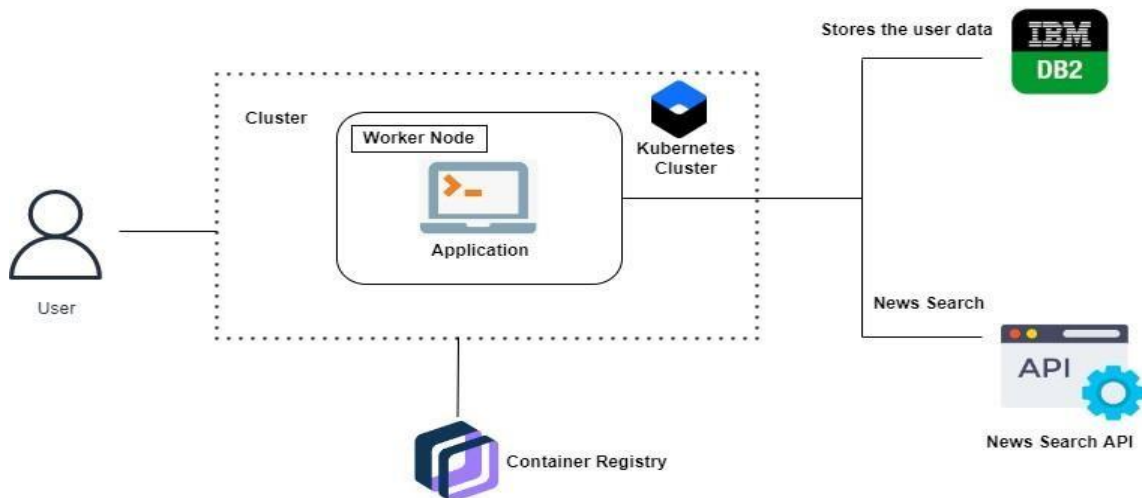 Stores the user data
IBM
DB2
Cluster
Worker Node
Kubernetes
Cluster
Application
User
News Search
API
News Search API
Container Registry